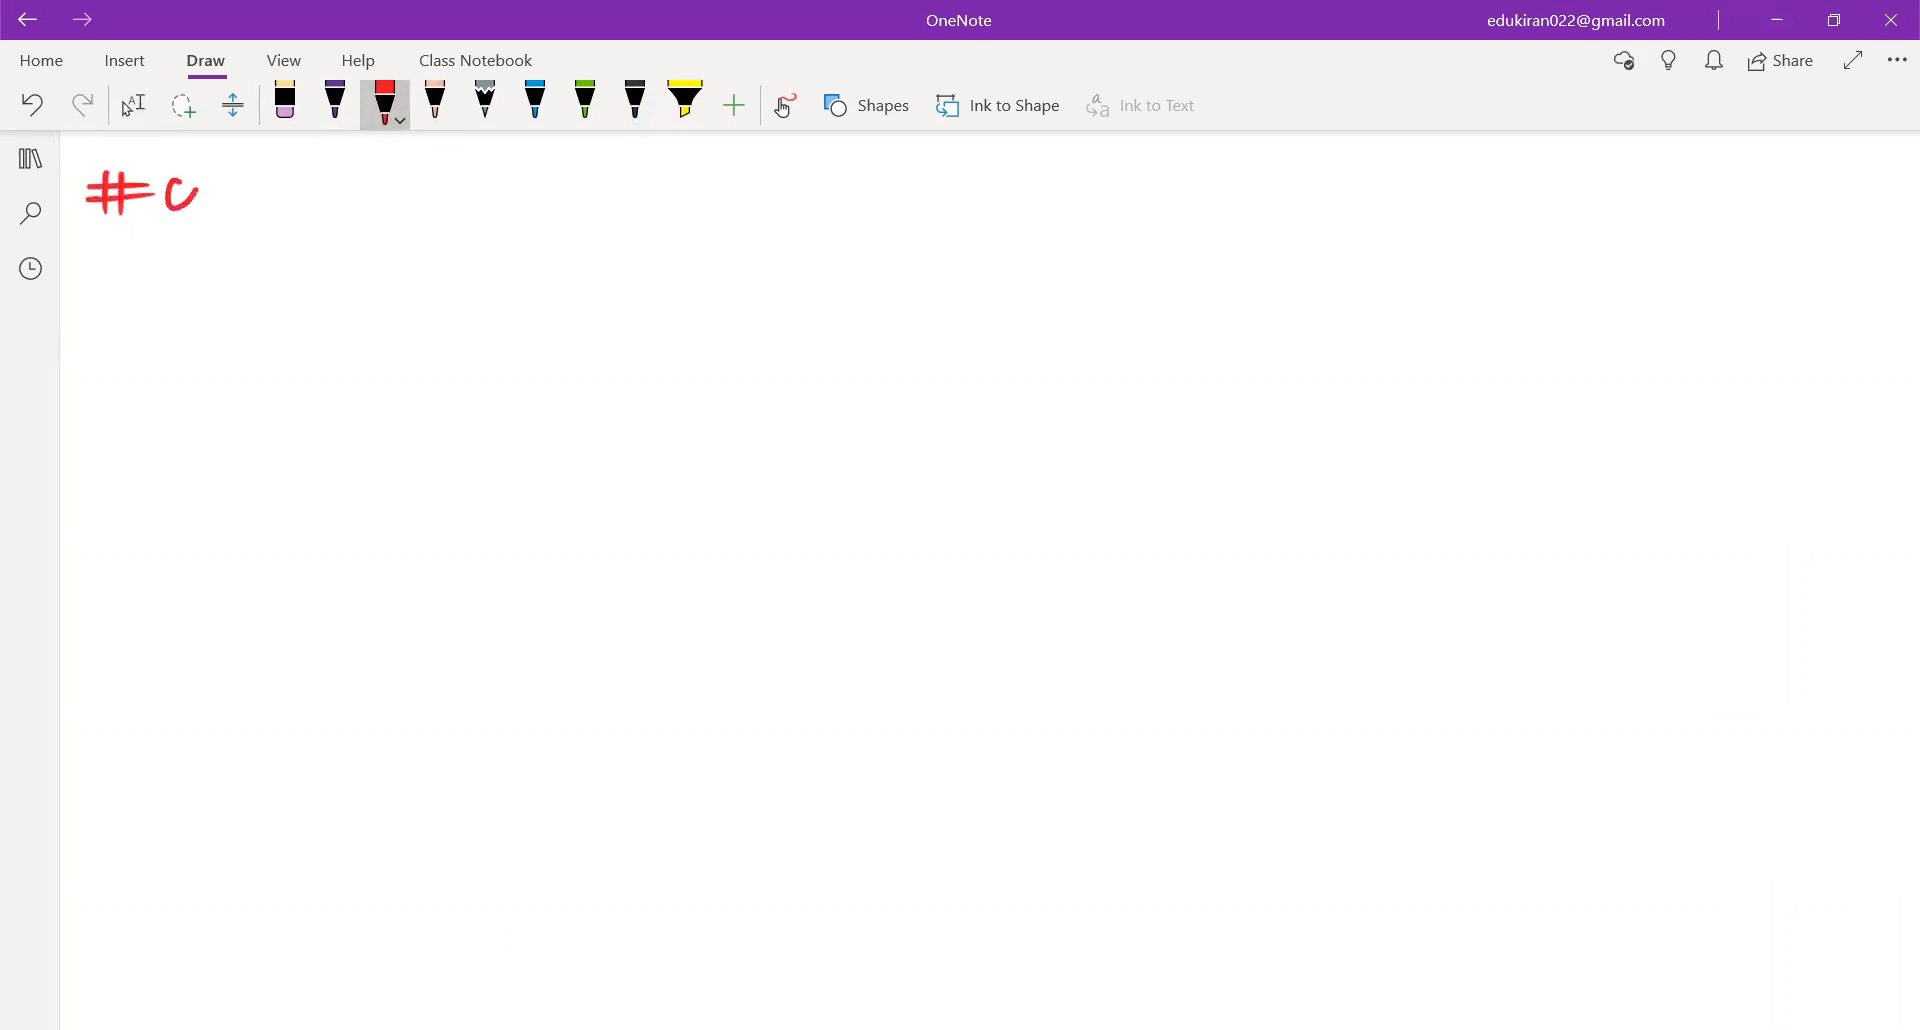 OneNote
edukiran022@gmail.com
Home Insert Draw View Help Class Notebook
Share
Shapes Ink to Shape Ink to Text
#c